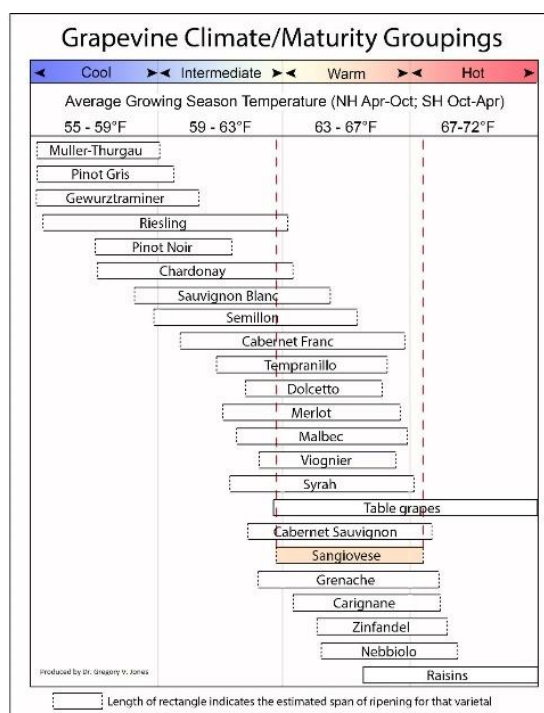 Grapevine Climate/Maturity Groupings
Cool Intermediate Warm Hot
Average Growing Season Temperature (NH Apr-Oct; SH Oct-Apr)
55 - 59°F 59 - 63°F 63 - 67°F 67-72°F
Muller-Thurgau
Pinot Gris
Gewurztraminer
Riesling
Pinot Noir
Chardonay
Sauvignon Blanc
Semillon
Cabernet Franc
Tempranillo
Dolcetto
Merlot
Malbec
Viognier
Syrah
Table grapes
Cabernet Sauvignon
Sangiovese
Grenache
Carignane
Zinfandel
Nebbiolo
Raisins
Produced by Dr. Gregory V. Jones
Length of rectangle indicates the estimated span of ripening for that varietal